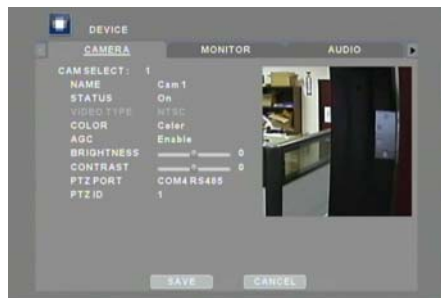 DEVICE
CAMERA MONITOR AUDIO
CAM SELECT: 1
NAME Cam 1
STATUS On
VIDEO TYPE NTSC
COLOR Color
AGC Enable
BRIGHTNESS 0
CONTRAST 0
PTZ PORT COM4 RS485
PTZ ID 1
SAVE CANCEL